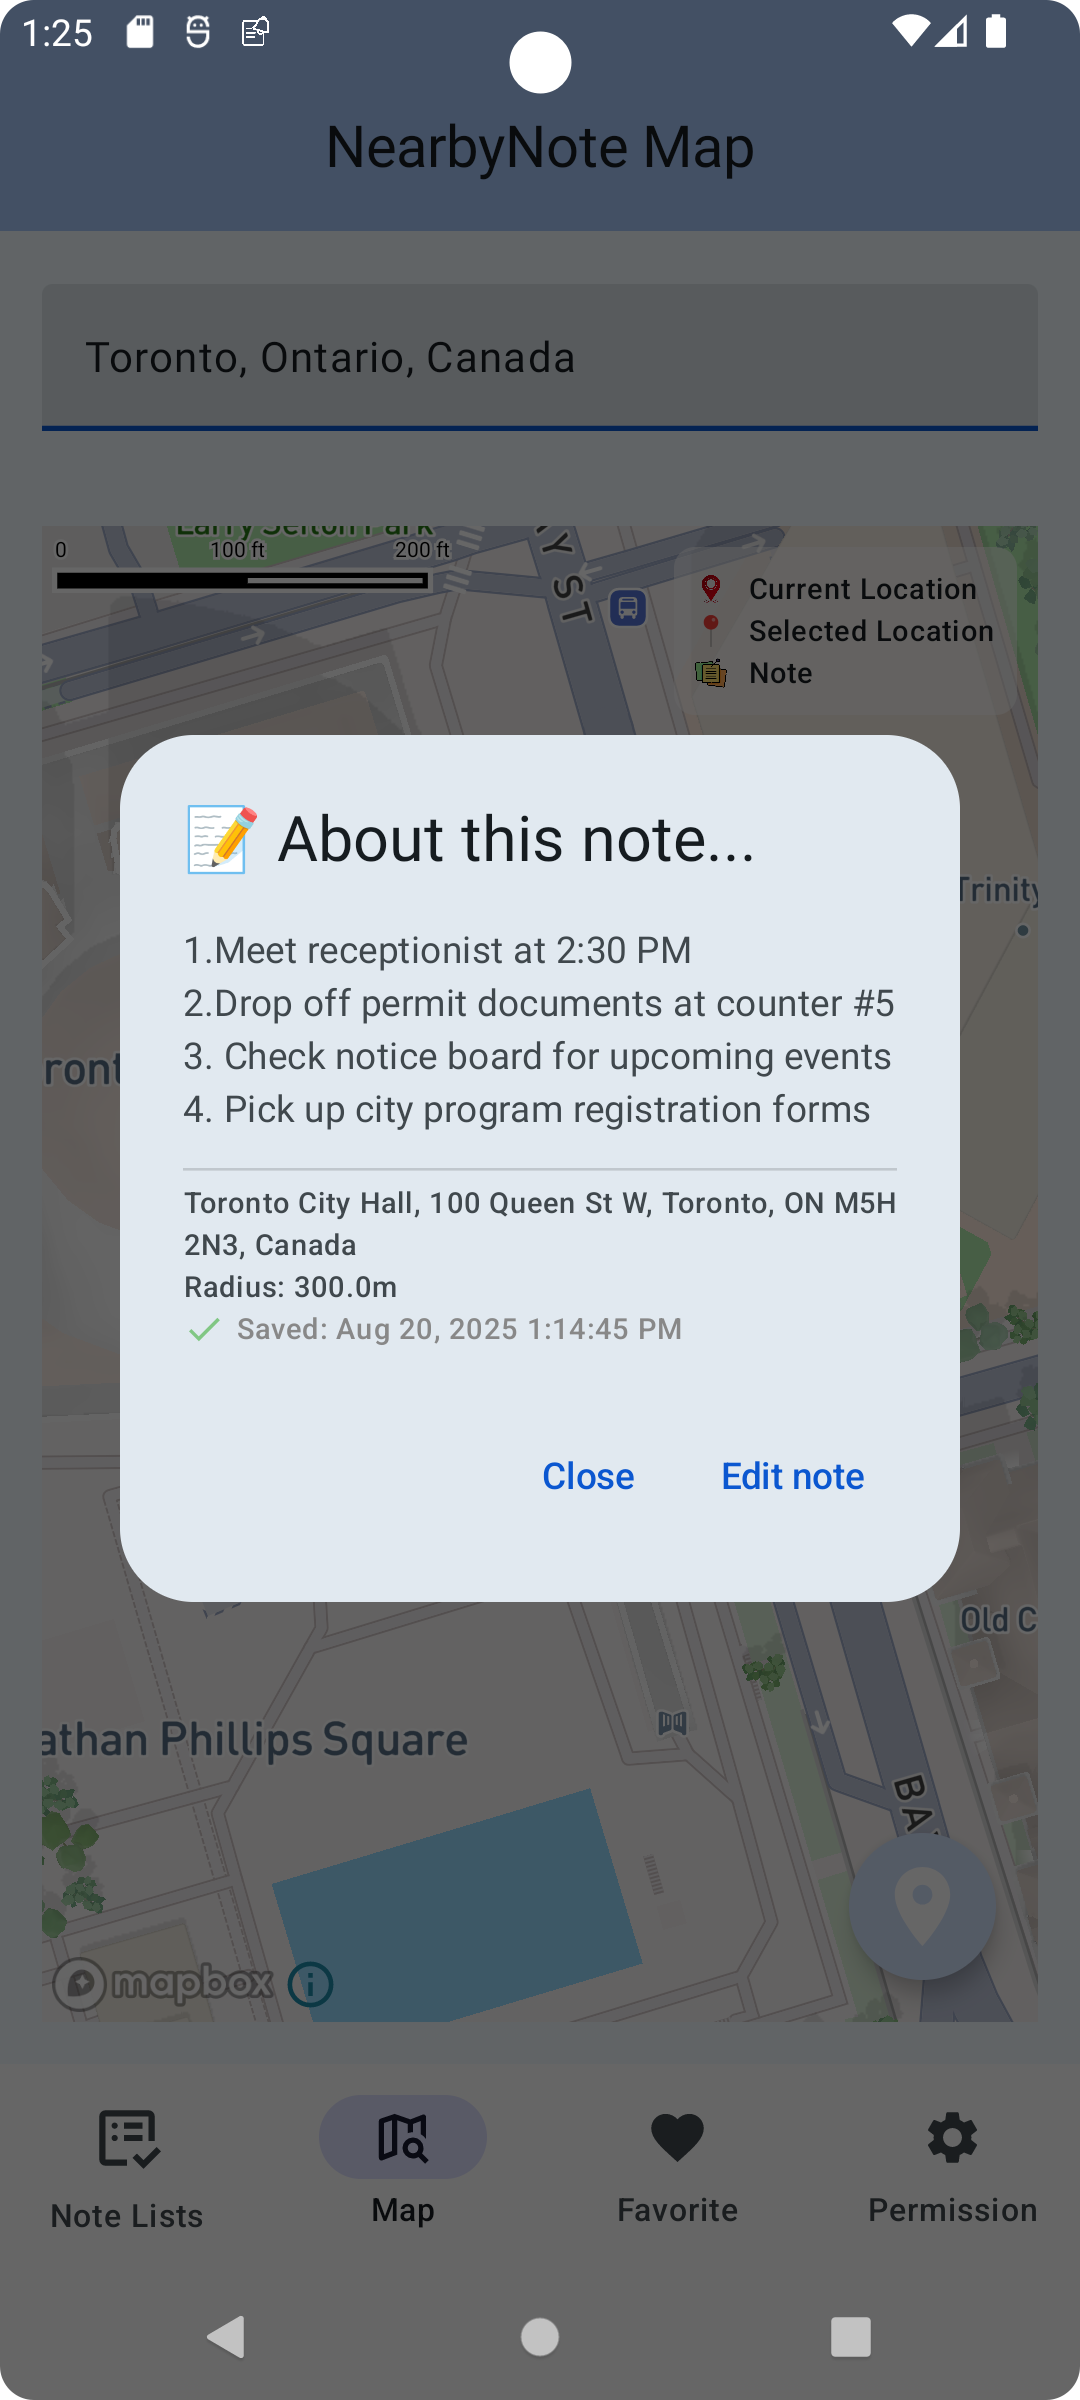 1:25
NearbyNote Map
Toronto, Ontario, Canada
Larry Sefton Park
0 100 ft 200 ft
Y ST
Current Location
Selected Location
Note
Trinity
ront
📝 About this note...
1.Meet receptionist at 2:30 PM
2.Drop off permit documents at counter #5
3. Check notice board for upcoming events
4. Pick up city program registration forms
Toronto City Hall, 100 Queen St W, Toronto, ON M5H
2N3, Canada
Radius: 300.0m
Saved: Aug 20, 2025 1:14:45 PM
Close Edit note
Old C
athan Phillips Square
BA
mapbox
Note Lists Map Favorite Permission